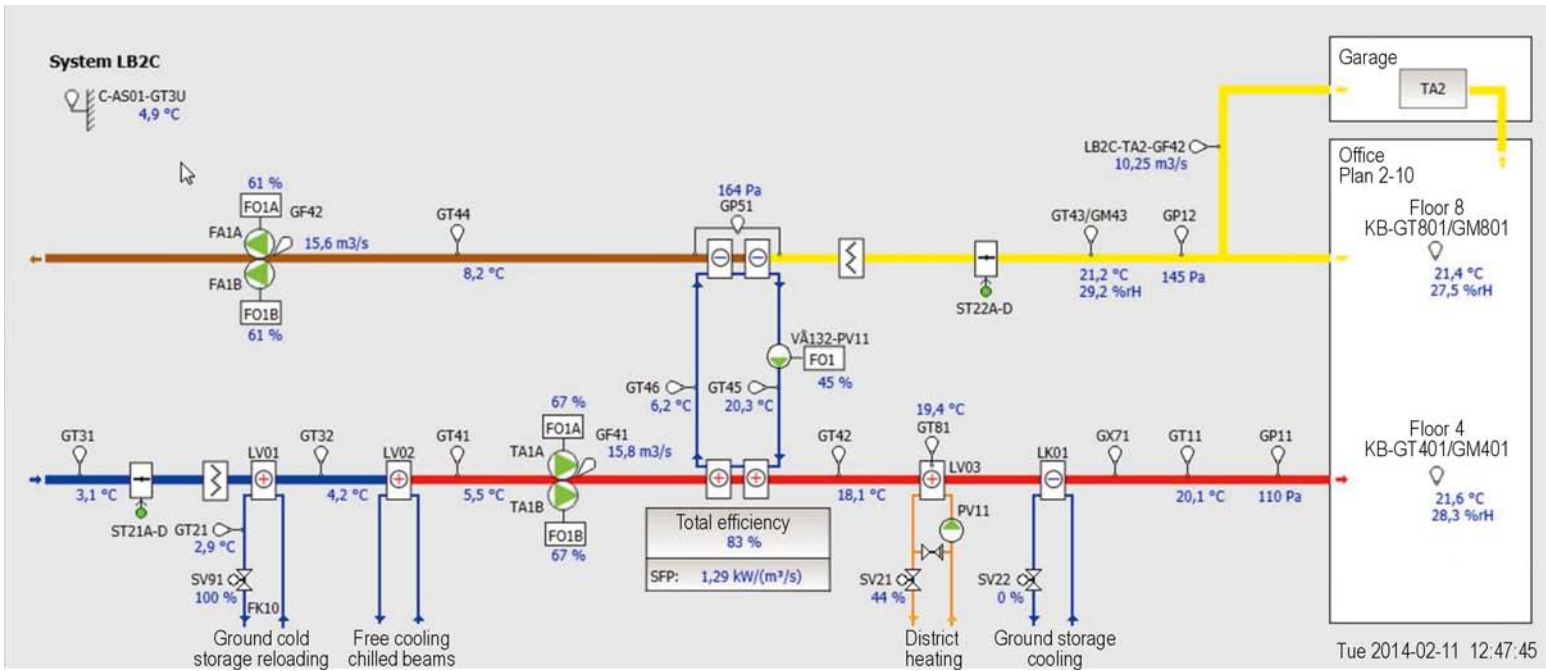 System LB2C
C-AS01-GT3U
4,9 °C
Garage
TA2
LB2C-TA2-GF42
10,25 m3/s
Office
Plan 2-10
61 %
FO1A
GF42
FA1A
15,6 m3/s
FA1B
FO1B
61 %
GT44
8,2 °C
164 Pa
GP51
ST22A-D
GT43/GM43
21,2 °C
29,2 %rH
GP12
145 Pa
Floor 8
KB-GT801/GM801
21,4 °C
27,5 %rH
VÅ132-PV11
FO1
45 %
GT46
6,2 °C
GT45
20,3 °C
GT31
3,1 °C
ST21A-D
LV01
GT21
2,9 °C
SV91
100 %
FK10
Ground cold
storage reloading
GT32
4,2 °C
LV02
Free cooling
chilled beams
GT41
5,5 °C
67 %
FO1A
GF41
TA1A
15,8 m3/s
TA1B
FO1B
67 %
Total efficiency
83 %
SFP: 1,29 kW/(m³/s)
GT42
18,1 °C
19,4 °C
GT81
LV03
PV11
SV21
44 %
District
heating
LK01
SV22
0 %
Ground storage
cooling
GX71
GT11
20,1 °C
GP11
110 Pa
Floor 4
KB-GT401/GM401
21,6 °C
28,3 %rH
Tue 2014-02-11 12:47:45